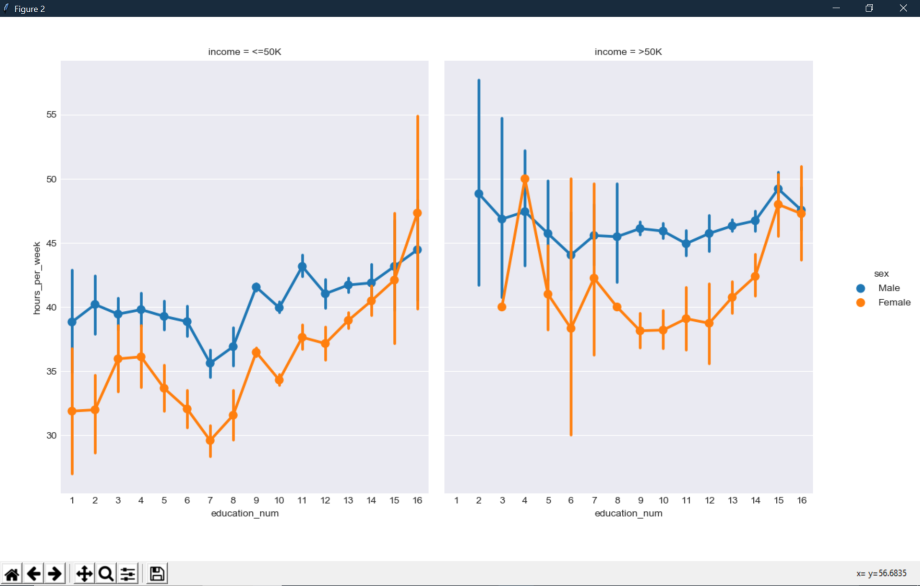 Figure 2
income = <=50K
income = >50K
55
50
45
40
35
30
hours_per_week
1 2 3 4 5 6 7 8 9 10 11 12 13 14 15 16
education_num
1 2 3 4 5 6 7 8 9 10 11 12 13 14 15 16
education_num
sex
Male
Female
x= y=56.6835